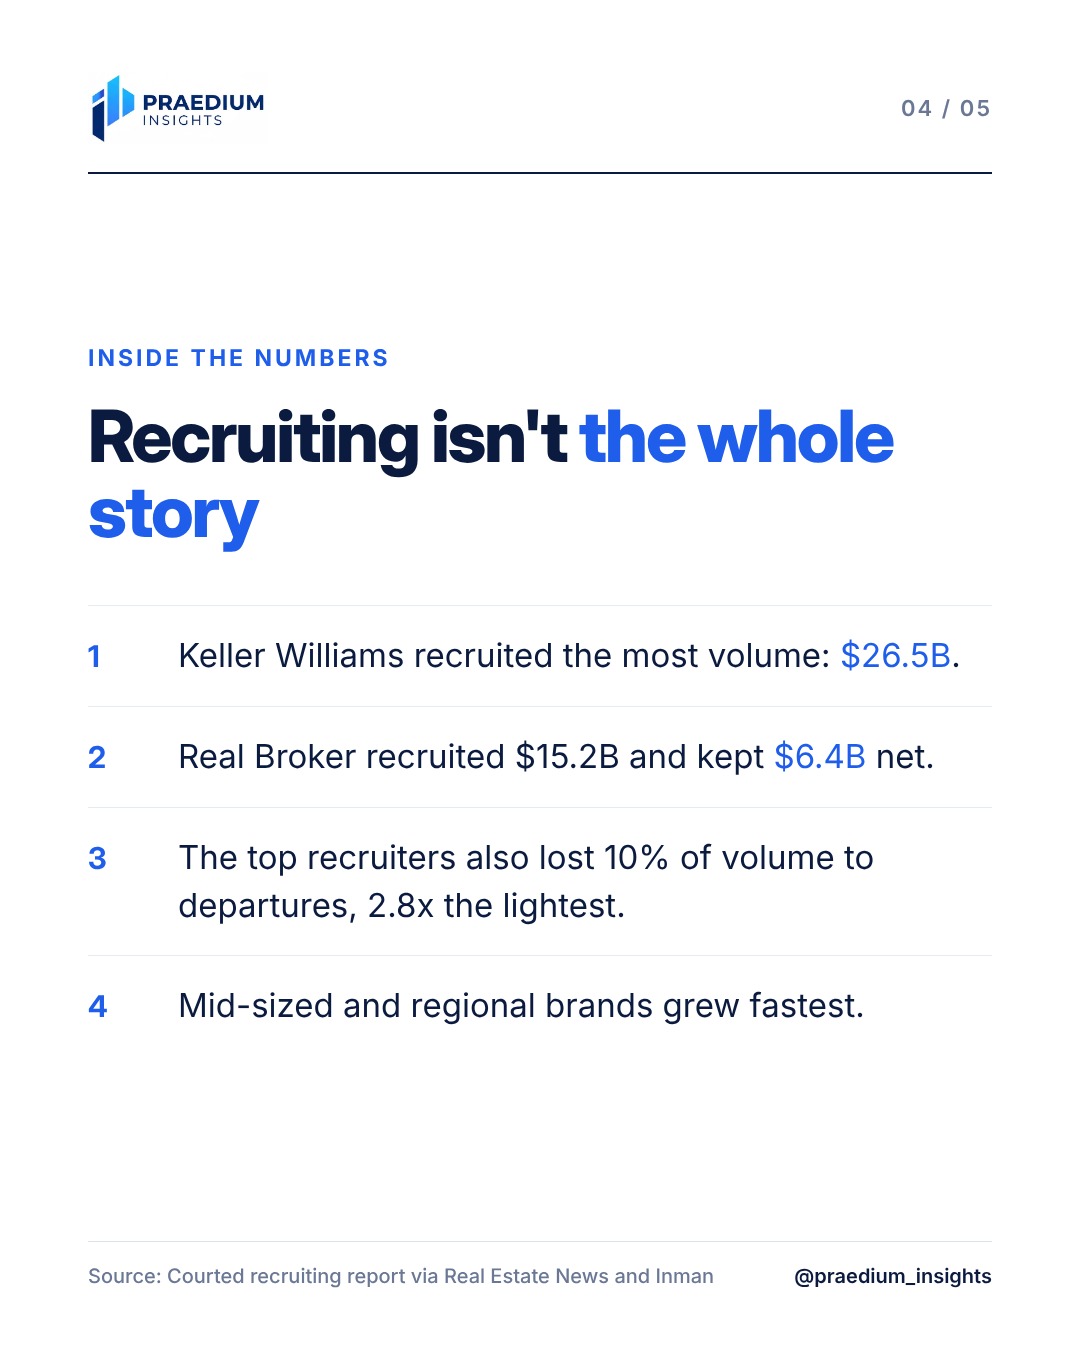 PRAEDIUM
INSIGHTS
04 / 05
INSIDE THE NUMBERS
Recruiting isn't the whole
story
1 Keller Williams recruited the most volume: $26.5B.
2 Real Broker recruited $15.2B and kept $6.4B net.
3 The top recruiters also lost 10% of volume to
departures, 2.8x the lightest.
4 Mid-sized and regional brands grew fastest.
Source: Courted recruiting report via Real Estate News and Inman @praedium_insights